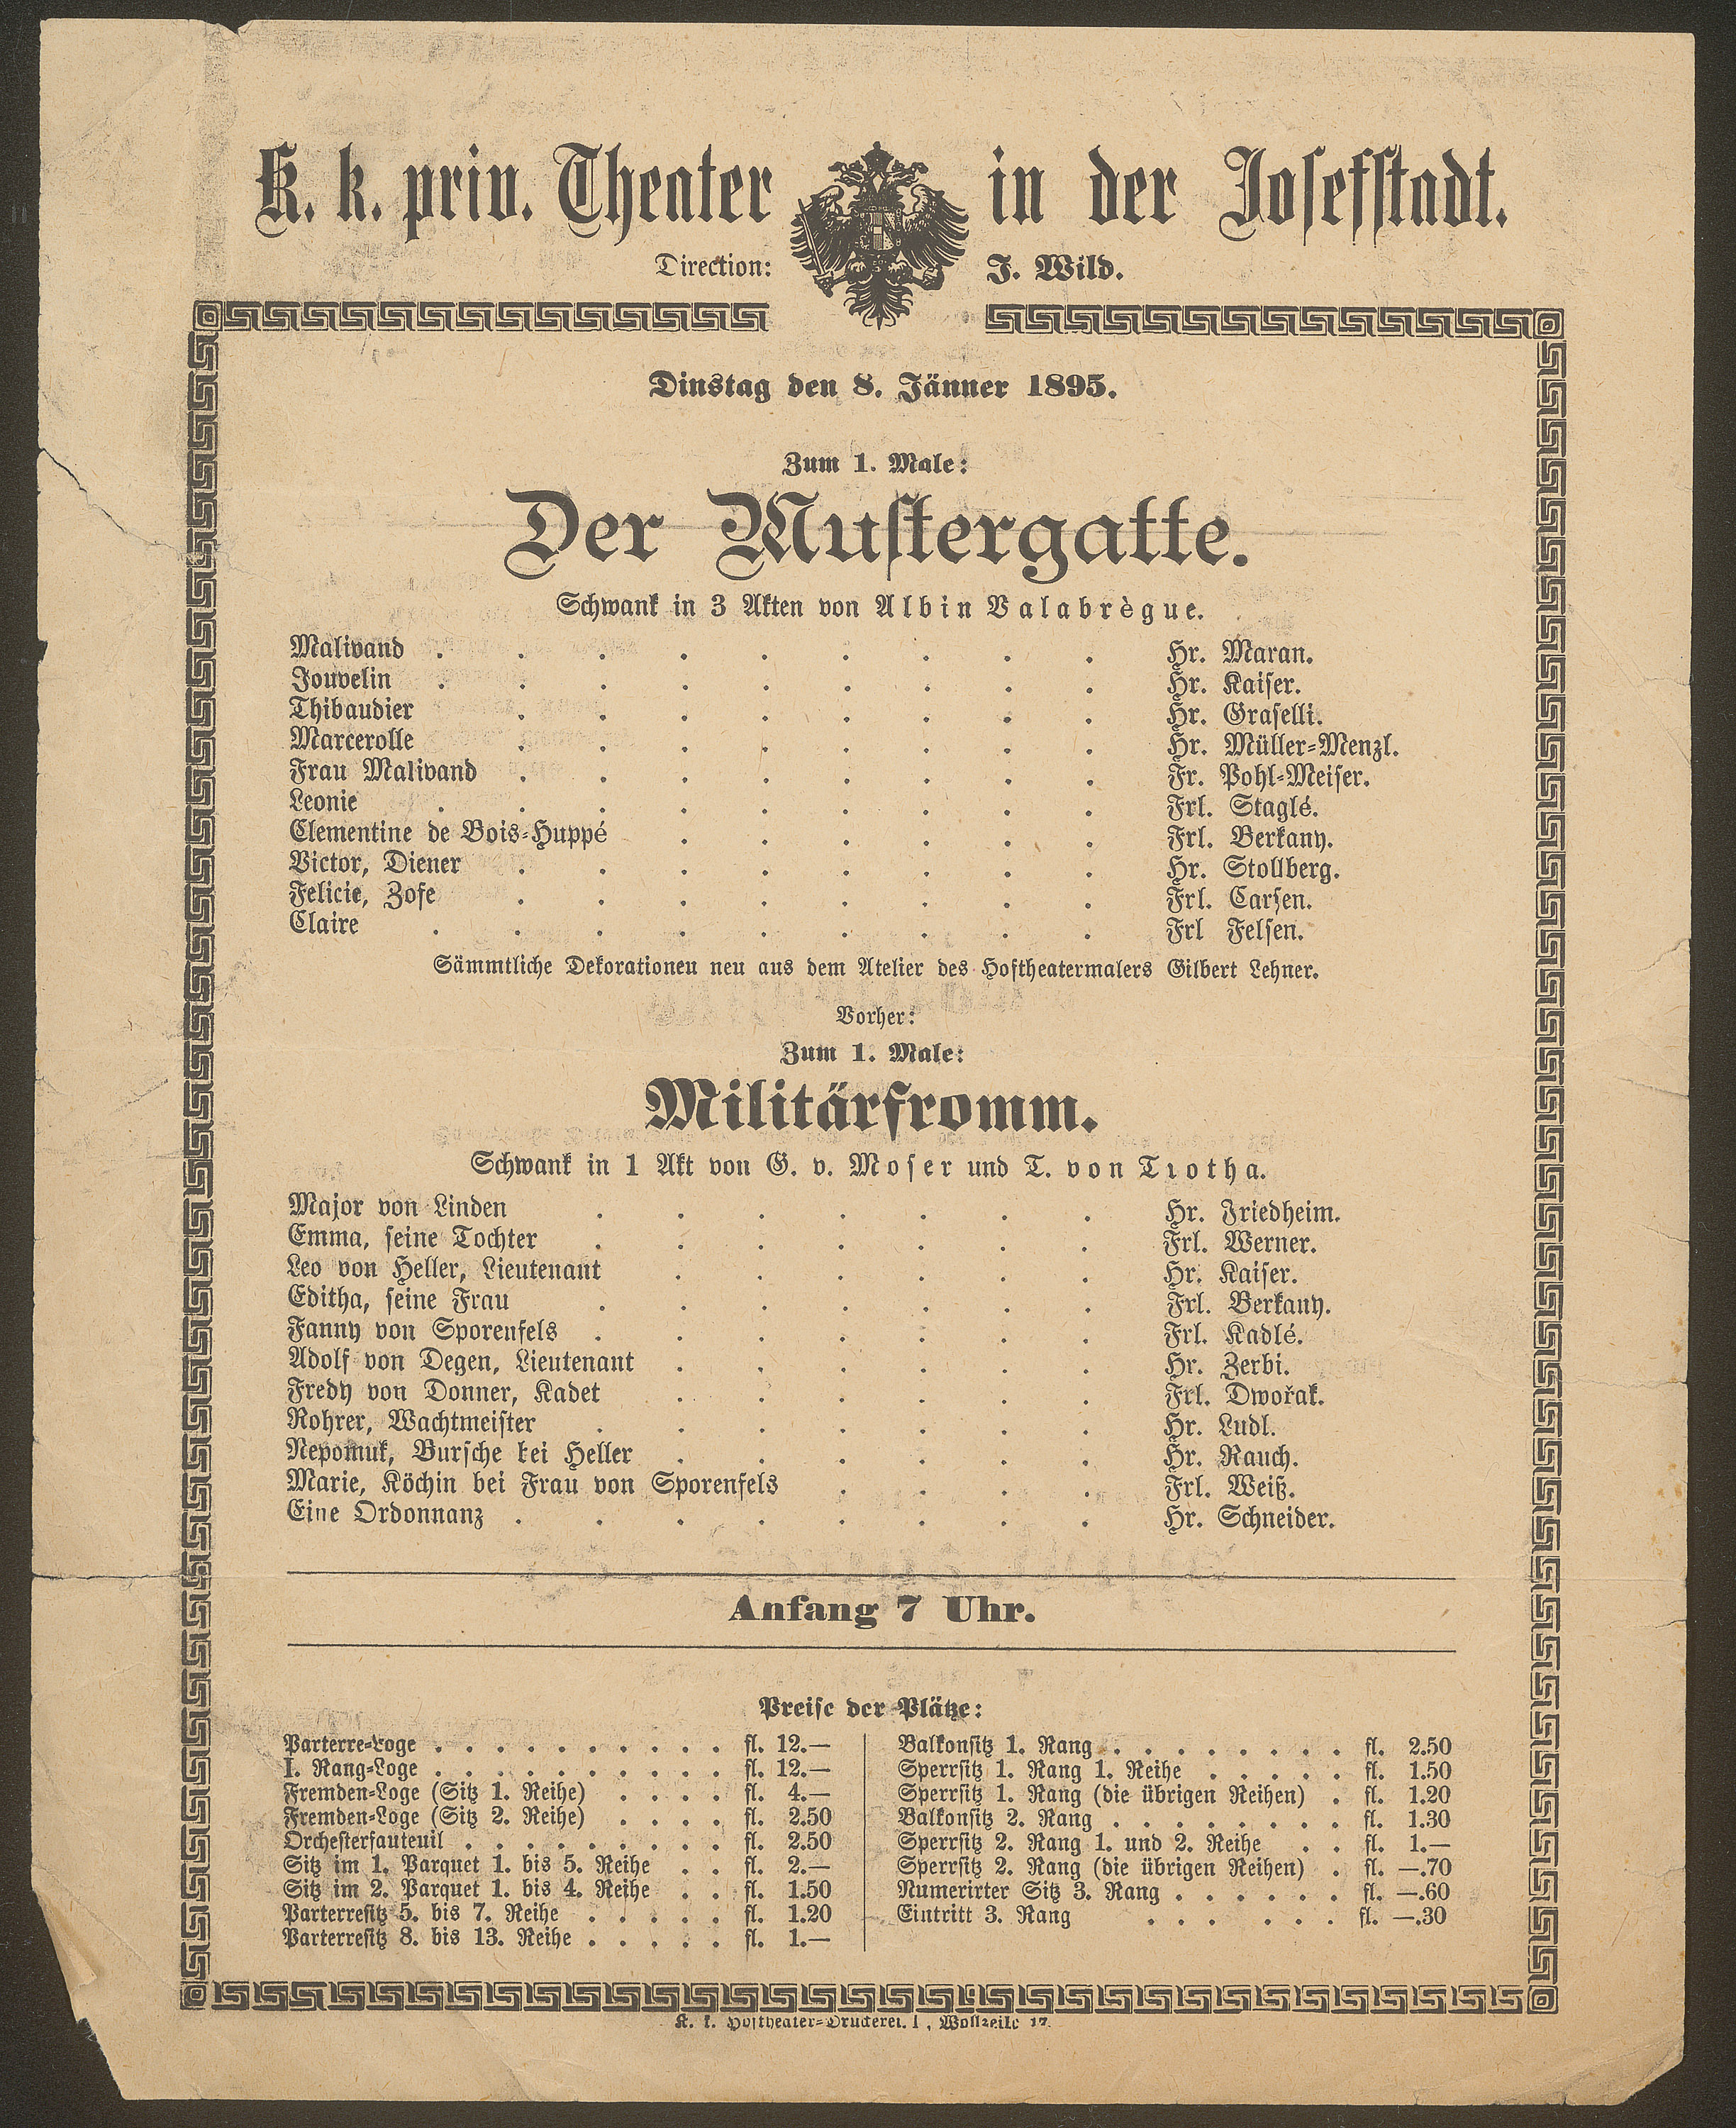 K. k. priv. Theater in der Josefstadt.
Direction: J. Wild.
Dinstag den 8. Jänner 1895.
Zum 1. Male:
Der Mustergatte.
Schwank in 3 Akten von Albin Valabrègue.
Malivand . . . . . . . . . Hr. Maran.
Jouvelin . . . . . . . . . Hr. Kaiser.
Thibaudier . . . . . . . . Hr. Graselli.
Marcerolle . . . . . . . . Hr. Müller-Menzl.
Frau Malivand . . . . . . . . Fr. Pohl-Meiser.
Leonie . . . . . . . . . Frl. Staglé.
Clementine de Bois-Huppé . . . . . . Frl. Berkany.
Victor, Diener . . . . . . . . Hr. Stollberg.
Felicie, Zofe . . . . . . . . Frl. Carsen.
Claire . . . . . . . . . Frl Felsen.
Sämmtliche Dekorationen neu aus dem Atelier des Hoftheatermalers Gilbert Lehner.
Vorher:
Zum 1. Male:
Militärfromm.
Schwank in 1 Akt von G. v. Moser und T. von Trotha.
Major von Linden . . . . . . . Hr. Friedheim.
Emma, seine Tochter . . . . . . . Frl. Werner.
Leo von Heller, Lieutenant . . . . . . Hr. Kaiser.
Editha, seine Frau . . . . . . . Frl. Berkany.
Fanny von Sporenfels . . . . . . . Frl. Kadlé.
Adolf von Degen, Lieutenant . . . . . . Hr. Zerbi.
Fredy von Donner, Kadet . . . . . . Frl. Dwořak.
Rohrer, Wachtmeister . . . . . . . Hr. Ludl.
Nepomuk, Bursche bei Heller . . . . . . Hr. Rauch.
Marie, Köchin bei Frau von Sporenfels . . . . Frl. Weiß.
Eine Ordonnanz . . . . . . . . Hr. Schneider.
Anfang 7 Uhr.
Preise der Plätze:
Parterre-Loge . . . . . . . . . . fl. 12.—
I. Rang-Loge . . . . . . . . . . fl. 12.—
Fremden-Loge (Sitz 1. Reihe) . . . . fl. 4.—
Fremden-Loge (Sitz 2. Reihe) . . . . fl. 2.50
Orchesterfauteuil . . . . . . . . . fl. 2.50
Sitz im 1. Parquet 1. bis 5. Reihe . . fl. 2.—
Sitz im 2. Parquet 1. bis 4. Reihe . . fl. 1.50
Parterresitz 5. bis 7. Reihe . . . . . fl. 1.20
Parterresitz 8. bis 13. Reihe . . . . . fl. 1.—
Balkonsitz 1. Rang . . . . . . . . fl. 2.50
Sperrsitz 1. Rang 1. Reihe . . . . . fl. 1.50
Sperrsitz 1. Rang (die übrigen Reihen) . fl. 1.20
Balkonsitz 2. Rang . . . . . . . . fl. 1.30
Sperrsitz 2. Rang 1. und 2. Reihe . . fl. 1.—
Sperrsitz 2. Rang (die übrigen Reihen) . fl. —.70
Numerirter Sitz 3. Rang . . . . . . fl. —.60
Eintritt 3. Rang . . . . . . . fl. —.30
K. k. Hoftheater-Druckerei. I, Wollzeile 17.